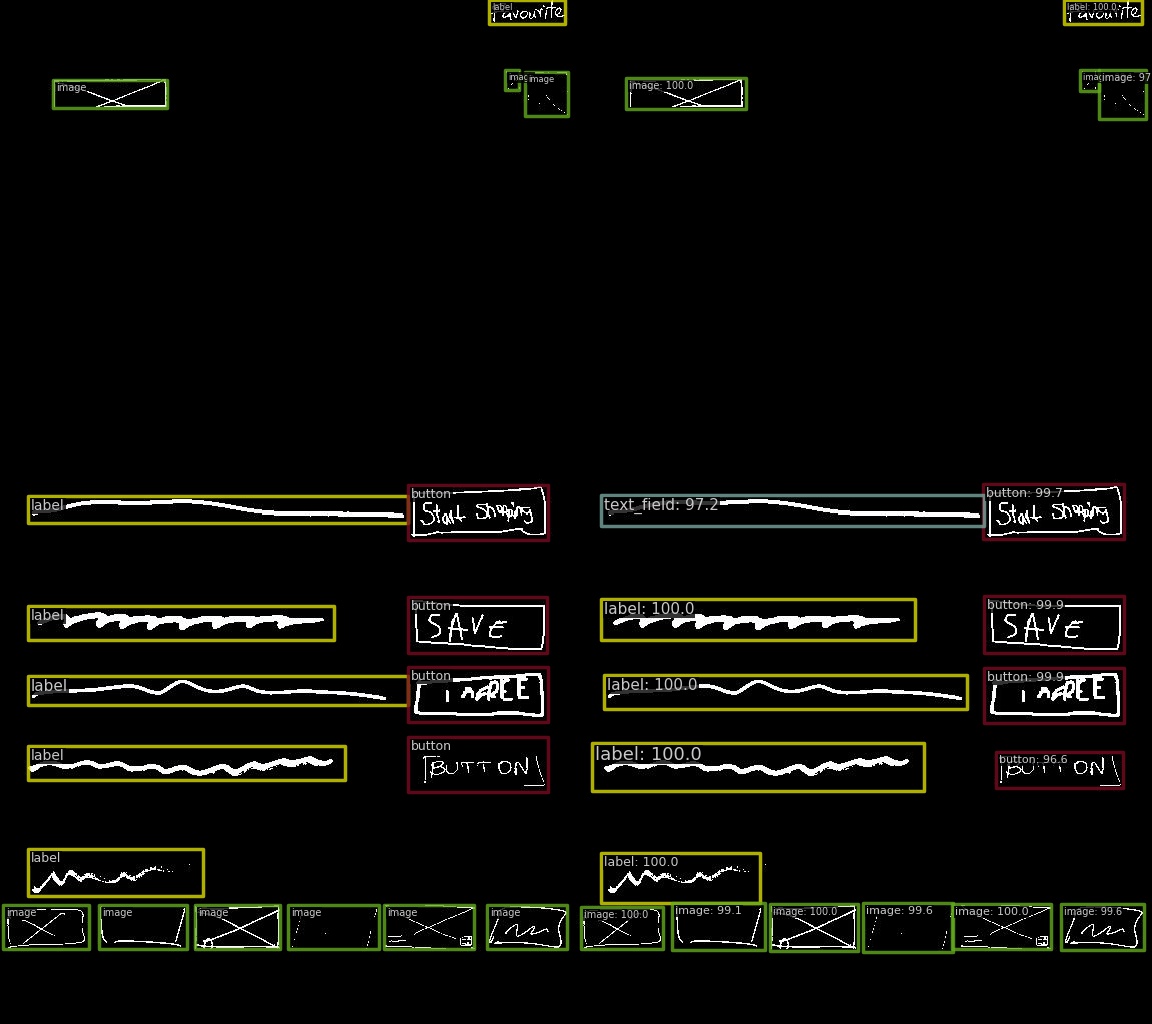 label label: 100.0
Favourite Favourite
image imag image image: 100.0 imag image: 97
label button text_field: 97.2 button: 99.7
Start Shopping Start Shopping
label button label: 100.0 button: 99.9
SAVE SAVE
label button label: 100.0 button: 99.9
I AGREE I AGREE
label button label: 100.0 button: 96.6
BUTTON BUTTON
label label: 100.0
image image image image image image image: 100.0 image: 99.1 image: 100.0 image: 99.6 image: 100.0 image: 99.6